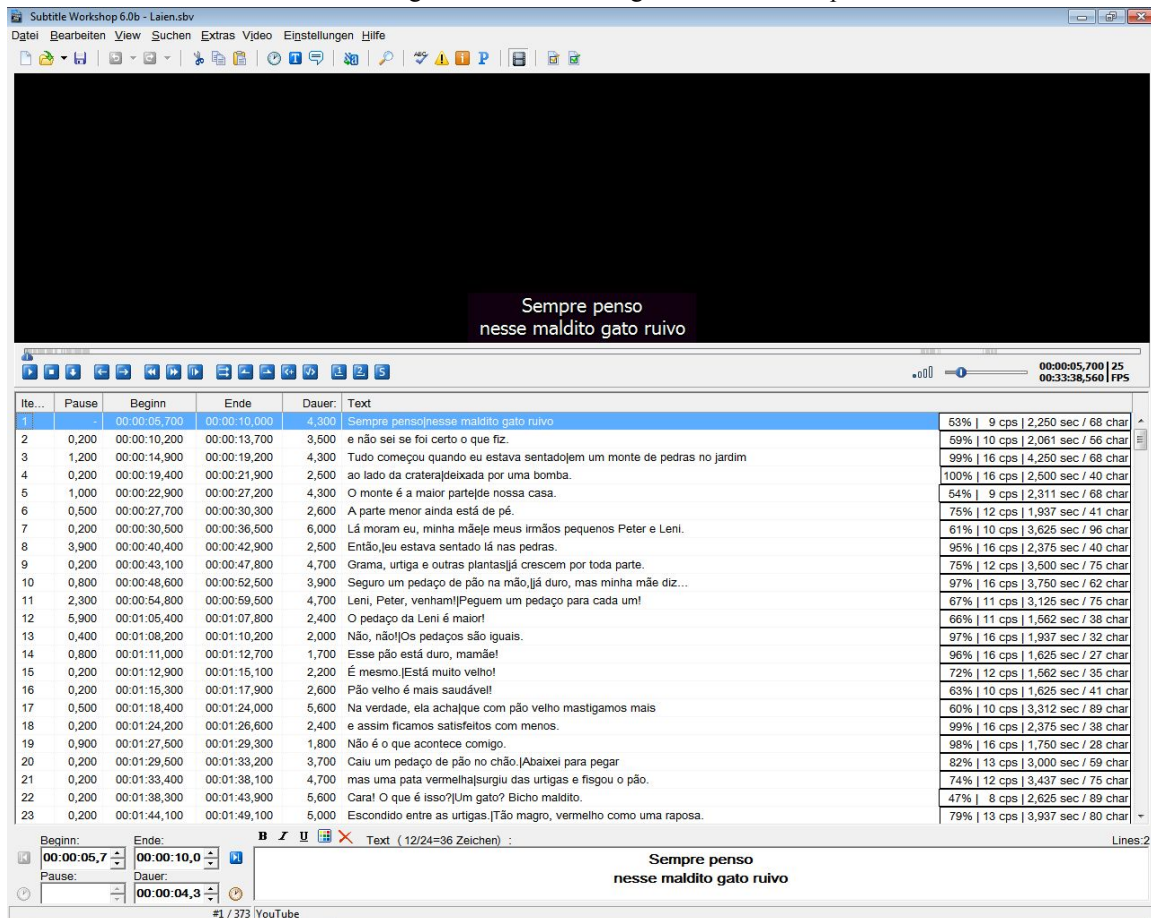 Subtitle Workshop 6.0b - Laien.sbv
Datei Bearbeiten View Suchen Extras Video Einstellungen Hilfe
Sempre penso
nesse maldito gato ruivo
00:00:05,700 | 25
00:33:38,560 | FPS
Ite... Pause Beginn Ende Dauer: Text
1 - 00:00:05,700 00:00:10,000 4,300 Sempre penso|nesse maldito gato ruivo 53% | 9 cps | 2,250 sec / 68 char
2 0,200 00:00:10,200 00:00:13,700 3,500 e não sei se foi certo o que fiz. 59% | 10 cps | 2,061 sec / 56 char
3 1,200 00:00:14,900 00:00:19,200 4,300 Tudo começou quando eu estava sentado|em um monte de pedras no jardim 99% | 16 cps | 4,250 sec / 68 char
4 0,200 00:00:19,400 00:00:21,900 2,500 ao lado da cratera|deixada por uma bomba. 100% | 16 cps | 2,500 sec / 40 char
5 1,000 00:00:22,900 00:00:27,200 4,300 O monte é a maior parte|de nossa casa. 54% | 9 cps | 2,311 sec / 68 char
6 0,500 00:00:27,700 00:00:30,300 2,600 A parte menor ainda está de pé. 75% | 12 cps | 1,937 sec / 41 char
7 0,200 00:00:30,500 00:00:36,500 6,000 Lá moram eu, minha mãe|e meus irmãos pequenos Peter e Leni. 61% | 10 cps | 3,625 sec / 96 char
8 3,900 00:00:40,400 00:00:42,900 2,500 Então,|eu estava sentado lá nas pedras. 95% | 16 cps | 2,375 sec / 40 char
9 0,200 00:00:43,100 00:00:47,800 4,700 Grama, urtiga e outras plantas|já crescem por toda parte. 75% | 12 cps | 3,500 sec / 75 char
10 0,800 00:00:48,600 00:00:52,500 3,900 Seguro um pedaço de pão na mão,|já duro, mas minha mãe diz... 97% | 16 cps | 3,750 sec / 62 char
11 2,300 00:00:54,800 00:00:59,500 4,700 Leni, Peter, venham!|Peguem um pedaço para cada um! 67% | 11 cps | 3,125 sec / 75 char
12 5,900 00:01:05,400 00:01:07,800 2,400 O pedaço da Leni é maior! 66% | 11 cps | 1,562 sec / 38 char
13 0,400 00:01:08,200 00:01:10,200 2,000 Não, não!|Os pedaços são iguais. 97% | 16 cps | 1,937 sec / 32 char
14 0,800 00:01:11,000 00:01:12,700 1,700 Esse pão está duro, mamãe! 96% | 16 cps | 1,625 sec / 27 char
15 0,200 00:01:12,900 00:01:15,100 2,200 É mesmo.|Está muito velho! 72% | 12 cps | 1,562 sec / 35 char
16 0,200 00:01:15,300 00:01:17,900 2,600 Pão velho é mais saudável! 63% | 10 cps | 1,625 sec / 41 char
17 0,500 00:01:18,400 00:01:24,000 5,600 Na verdade, ela acha|que com pão velho mastigamos mais 60% | 10 cps | 3,312 sec / 89 char
18 0,200 00:01:24,200 00:01:26,600 2,400 e assim ficamos satisfeitos com menos. 99% | 16 cps | 2,375 sec / 38 char
19 0,900 00:01:27,500 00:01:29,300 1,800 Não é o que acontece comigo. 98% | 16 cps | 1,750 sec / 28 char
20 0,200 00:01:29,500 00:01:33,200 3,700 Caiu um pedaço de pão no chão.|Abaixei para pegar 82% | 13 cps | 3,000 sec / 59 char
21 0,200 00:01:33,400 00:01:38,100 4,700 mas uma pata vermelha|surgiu das urtigas e fisgou o pão. 74% | 12 cps | 3,437 sec / 75 char
22 0,200 00:01:38,300 00:01:43,900 5,600 Cara! O que é isso?|Um gato? Bicho maldito. 47% | 8 cps | 2,625 sec / 89 char
23 0,200 00:01:44,100 00:01:49,100 5,000 Escondido entre as urtigas.|Tão magro, vermelho como uma raposa. 79% | 13 cps | 3,937 sec / 80 char
Beginn: Ende: B I U Text ( 12/24=36 Zeichen) : Lines:2
00:00:05,7 00:00:10,0
Sempre penso
nesse maldito gato ruivo
Pause: Dauer:
00:00:04,3
#1 / 373 YouTube